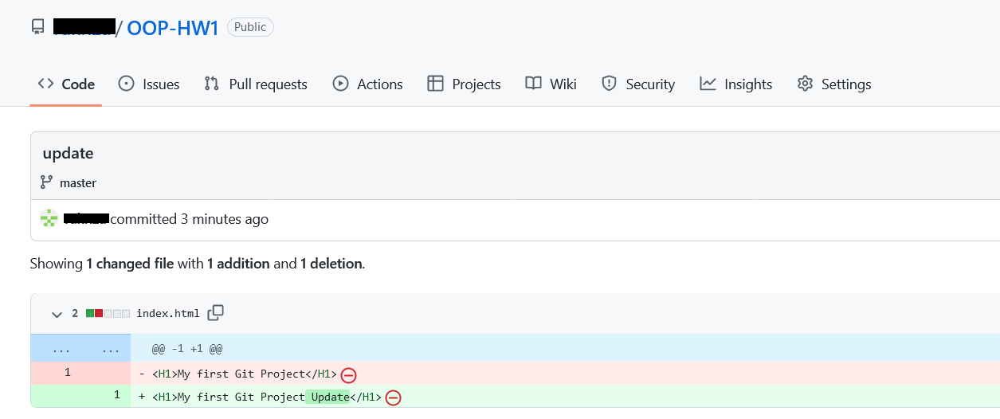 / OOP-HW1 Public
Code Issues Pull requests Actions Projects Wiki Security Insights Settings
update
master
committed 3 minutes ago
Showing 1 changed file with 1 addition and 1 deletion.
2 index.html
... ... @@ -1 +1 @@
1 - <H1>My first Git Project</H1>
1 + <H1>My first Git Project Update</H1>